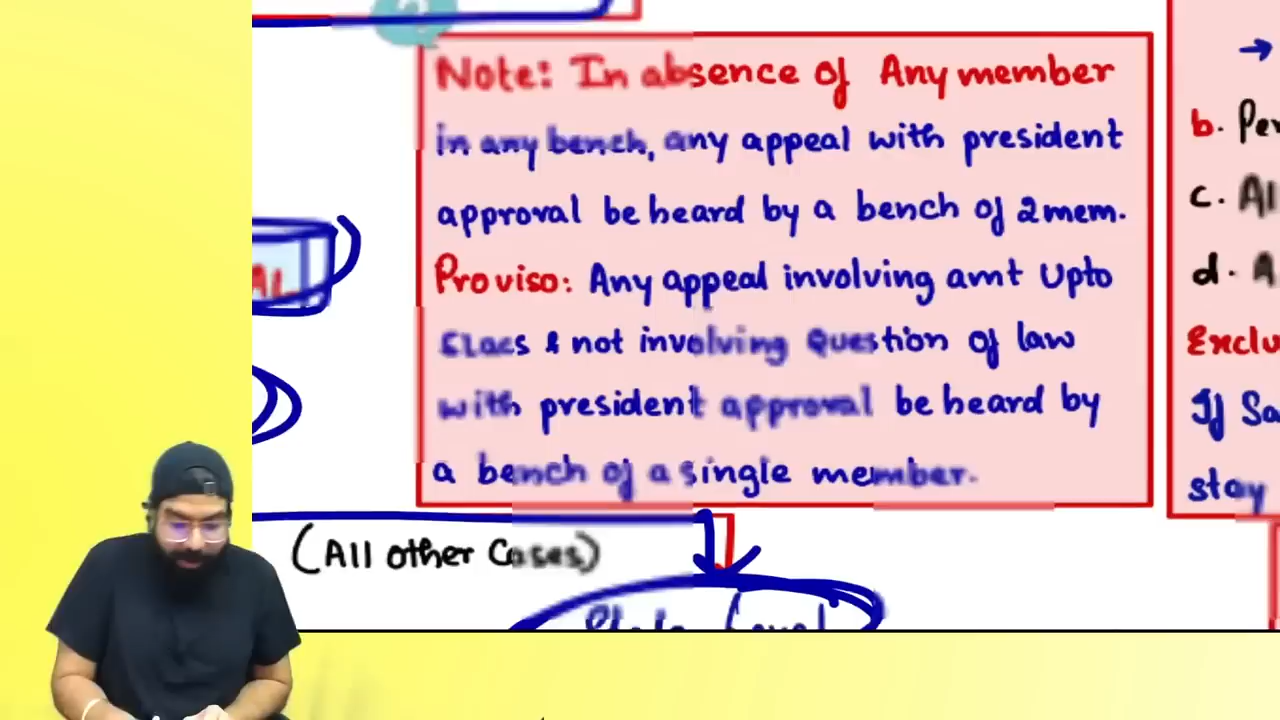 Note: In absence of Any member
in any bench, any appeal with president
approval be heard by a bench of 2mem.
Proviso: Any appeal involving amt Upto
& not involving Question of law
with president approval be heard by
a bench of a single member.
(All other Cases)
b. Per
c. Al
d. A
Exclu
If Sa
stay